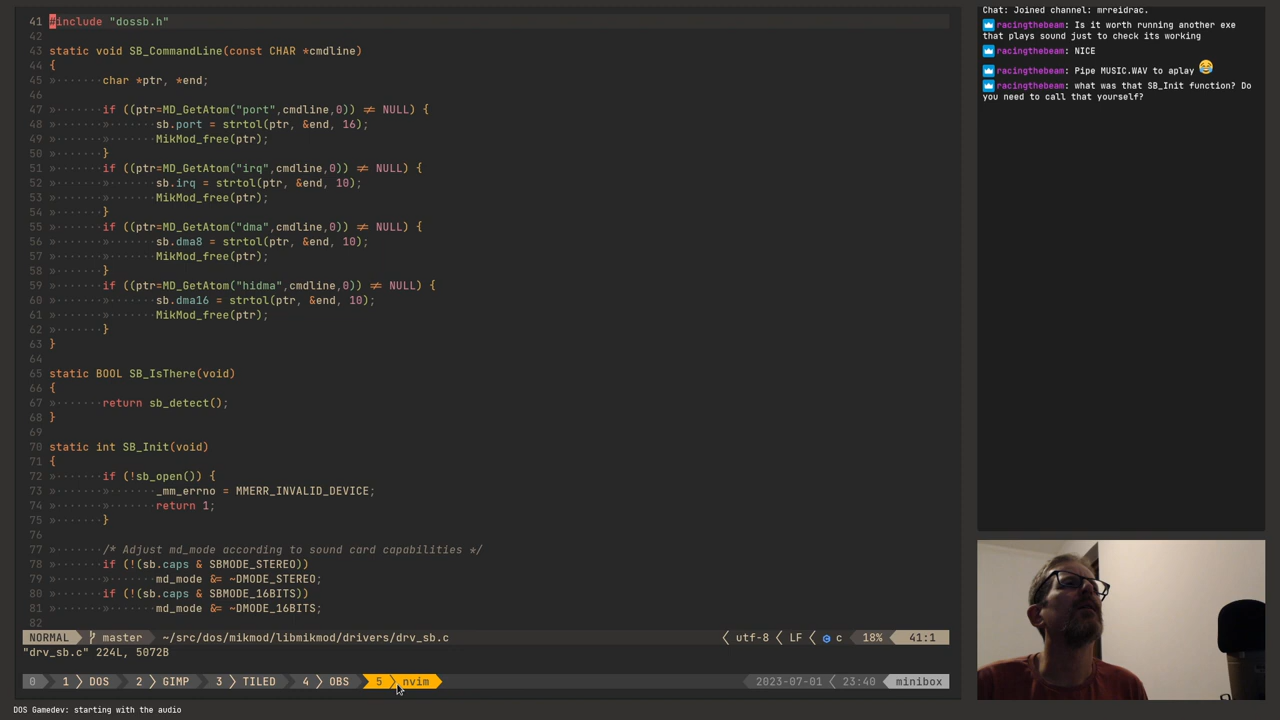 41 #include "dossb.h"
42
43 static void SB_CommandLine(const CHAR *cmdline)
44 {
45 » char *ptr, *end;
46
47 » if ((ptr=MD_GetAtom("port",cmdline,0)) ≠ NULL) {
48 » » sb.port = strtol(ptr, &end, 16);
49 » » MikMod_free(ptr);
50 » }
51 » if ((ptr=MD_GetAtom("irq",cmdline,0)) ≠ NULL) {
52 » » sb.irq = strtol(ptr, &end, 10);
53 » » MikMod_free(ptr);
54 » }
55 » if ((ptr=MD_GetAtom("dma",cmdline,0)) ≠ NULL) {
56 » » sb.dma8 = strtol(ptr, &end, 10);
57 » » MikMod_free(ptr);
58 » }
59 » if ((ptr=MD_GetAtom("hidma",cmdline,0)) ≠ NULL) {
60 » » sb.dma16 = strtol(ptr, &end, 10);
61 » » MikMod_free(ptr);
62 » }
63 }
64
65 static BOOL SB_IsThere(void)
66 {
67 » return sb_detect();
68 }
69
70 static int SB_Init(void)
71 {
72 » if (!sb_open()) {
73 » » _mm_errno = MMERR_INVALID_DEVICE;
74 » » return 1;
75 » }
76
77 » /* Adjust md_mode according to sound card capabilities */
78 » if (!(sb.caps & SBMODE_STEREO))
79 » » md_mode &= ~DMODE_STEREO;
80 » if (!(sb.caps & SBMODE_16BITS))
81 » » md_mode &= ~DMODE_16BITS;
82
NORMAL master ~/src/dos/mikmod/libmikmod/drivers/drv_sb.c utf-8 LF c 18% 41:1
"drv_sb.c" 224L, 5072B
0 1 DOS 2 GIMP 3 TILED 4 OBS 5 nvim 2023-07-01 23:40 minibox
DOS Gamedev: starting with the audio
Chat: Joined channel: mrreidrac.
racingthebeam: Is it worth running another exe
that plays sound just to check its working
racingthebeam: NICE
racingthebeam: Pipe MUSIC.WAV to aplay 😂
racingthebeam: what was that SB_Init function? Do
you need to call that yourself?